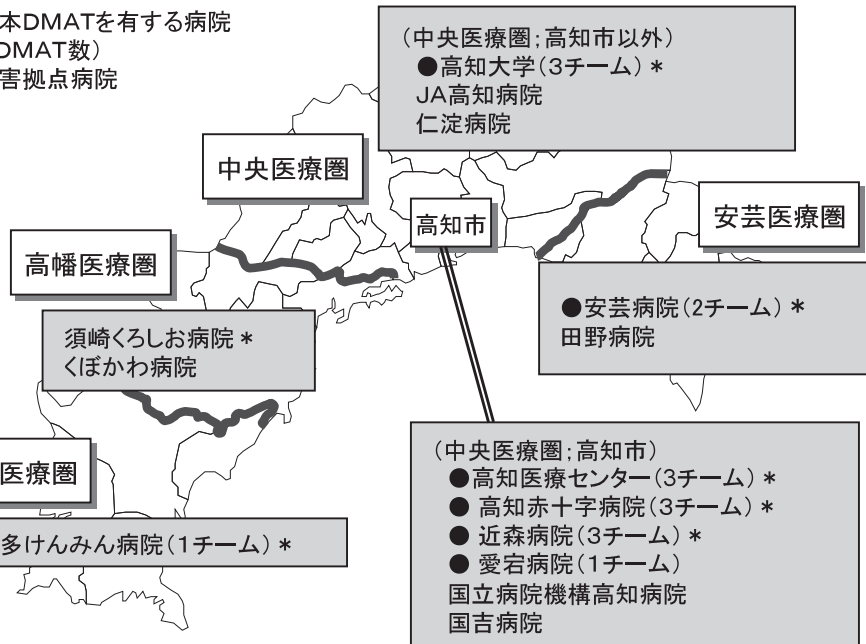 本DMATを有する病院
DMAT数）
害拠点病院
（中央医療圏；高知市以外）
●高知大学（3チーム）＊
JA高知病院
仁淀病院
中央医療圏
高知市
安芸医療圏
高幡医療圏
●安芸病院（2チーム）＊
田野病院
須崎くろしお病院＊
くぼかわ病院
医療圏
多けんみん病院（1チーム）＊
（中央医療圏；高知市）
●高知医療センター（3チーム）＊
● 高知赤十字病院（3チーム）＊
● 近森病院（3チーム）＊
● 愛宕病院（1チーム）
国立病院機構高知病院
国吉病院